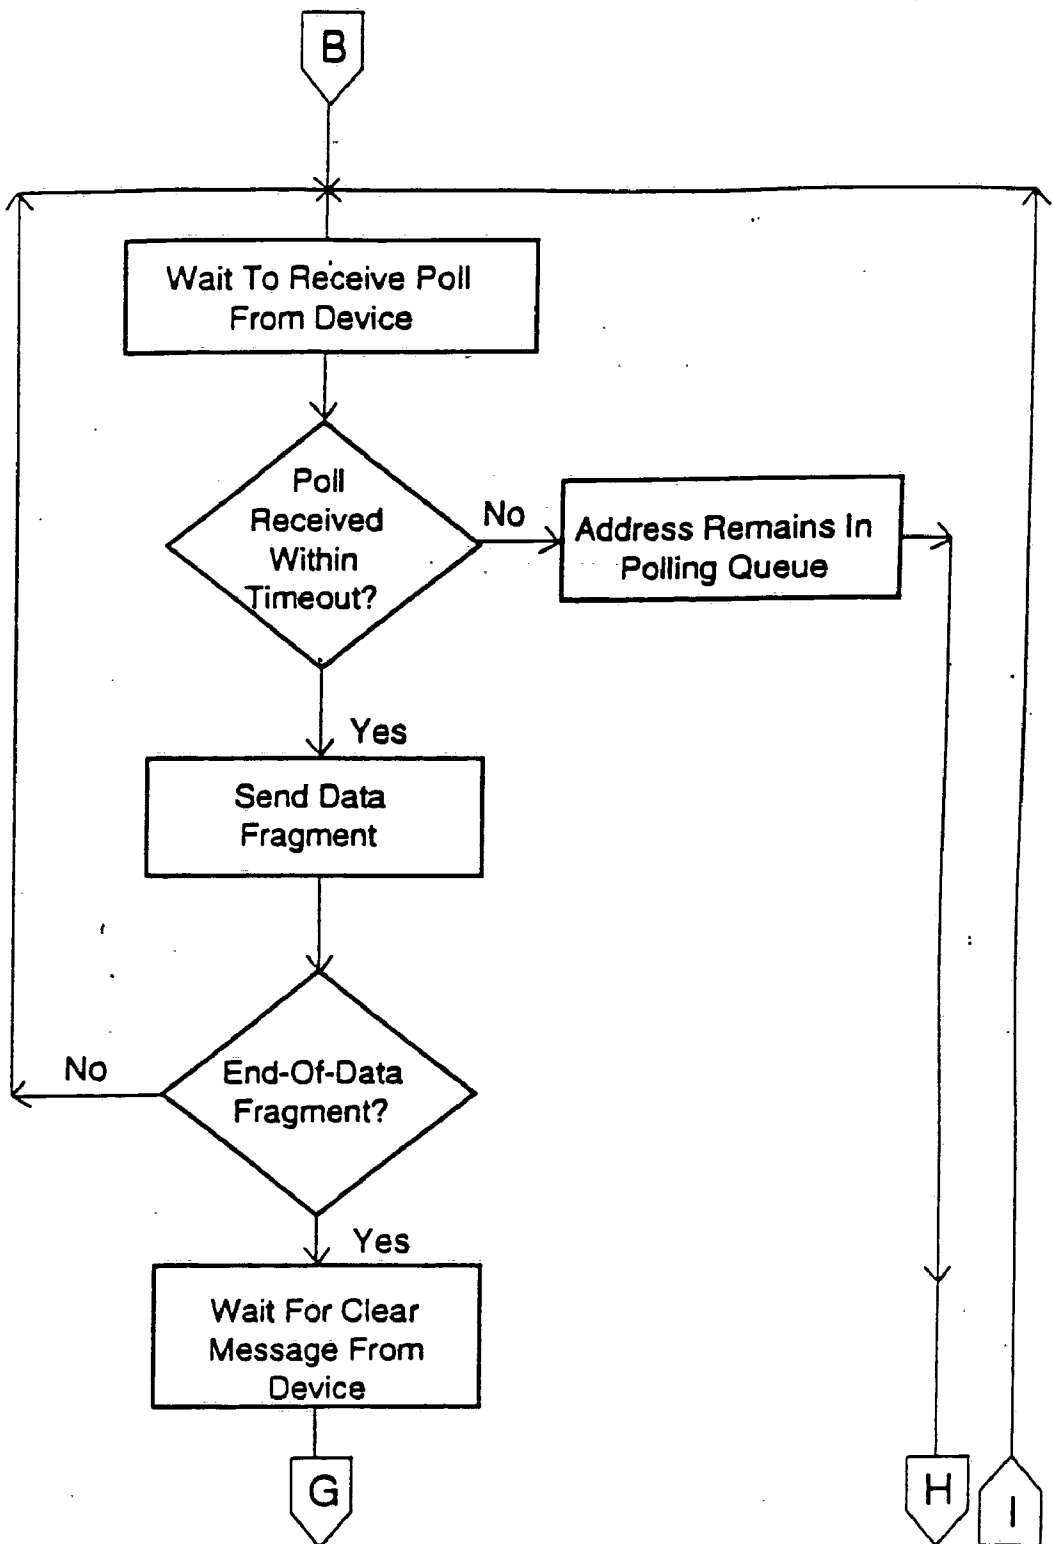 B
Wait To Receive Poll
From Device
Poll
Received
Within
Timeout?
No
Address Remains In
Polling Queue
Yes
Send Data
Fragment
No
End-Of-Data
Fragment?
Yes
Wait For Clear
Message From
Device
G
H
I